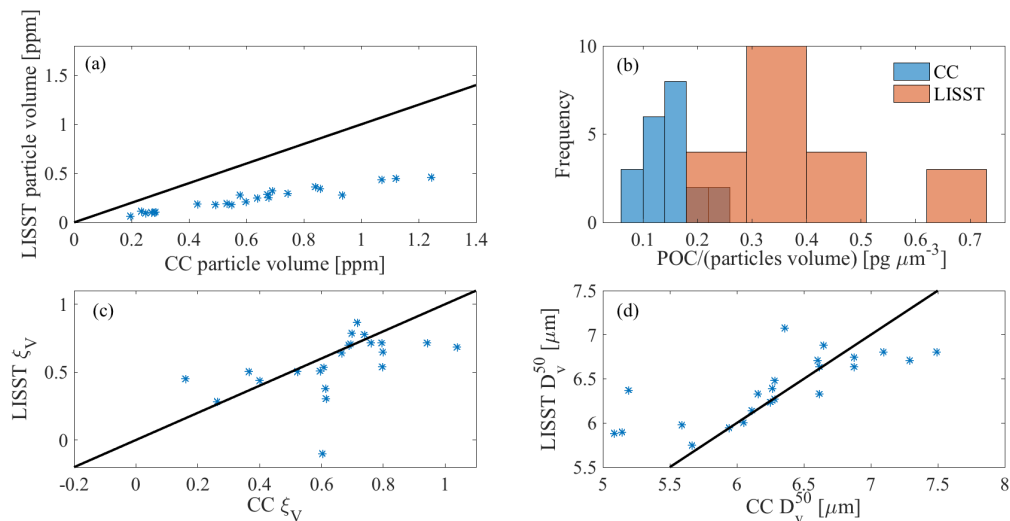 (a)
LISST particle volume [ppm]
1.5
1
0.5
0
0 0.2 0.4 0.6 0.8 1 1.2 1.4
CC particle volume [ppm]
(b)
CC
LISST
Frequency
10
5
0
0.1 0.2 0.3 0.4 0.5 0.6 0.7
POC/(particles volume) [pg μm⁻³]
(c)
LISST ξ_V
1
0.5
0
-0.2 0 0.2 0.4 0.6 0.8 1
CC ξ_V
(d)
LISST D_v^50 [μm]
7.5
7
6.5
6
5.5
5 5.5 6 6.5 7 7.5 8
CC D_v^50 [μm]